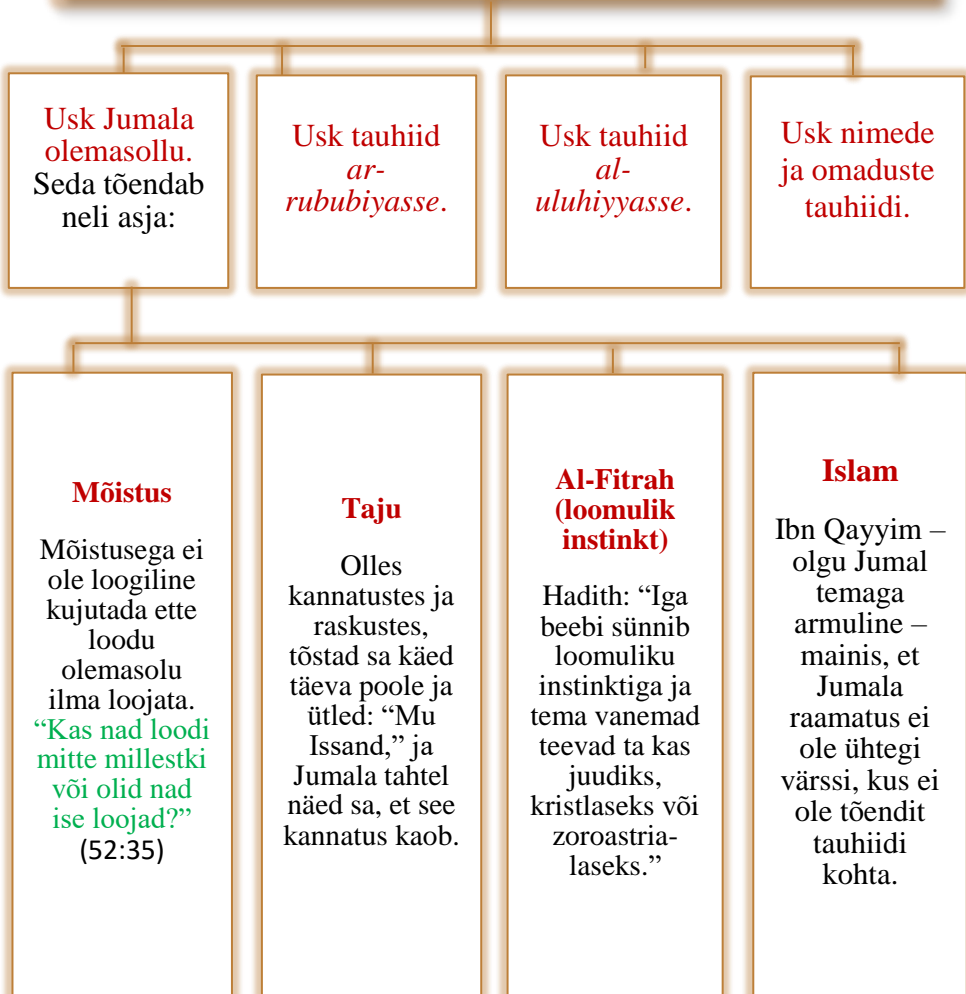 Usk Jumala
olemasollu.
Seda tõendab
neli asja:
Usk tauhiid
ar-
rububiyasse.
Usk tauhiid
al-
uluhiyyasse.
Usk nimede
ja omaduste
tauhiidi.
Mõistus
Mõistusega ei
ole loogiline
kujutada ette
loodu
olemasolu
ilma loojata.
“Kas nad loodi
mitte millestki
või olid nad
ise loojad?”
(52:35)
Taju
Olles
kannatustes ja
raskustes,
tõstad sa käed
täeva poole ja
ütled: “Mu
Issand,” ja
Jumala tahtel
näed sa, et see
kannatus kaob.
Al-Fitrah
(loomulik
instinkt)
Hadith: “Iga
beebi sünnib
loomuliku
instinktiga ja
tema vanemad
teevad ta kas
juudiks,
kristlaseks või
zoroastria-
laseks.”
Islam
Ibn Qayyim –
olgu Jumal
temaga
armuline –
mainis, et
Jumala
raamatus ei
ole ühtegi
värssi, kus ei
ole tõendit
tauhiidi
kohta.